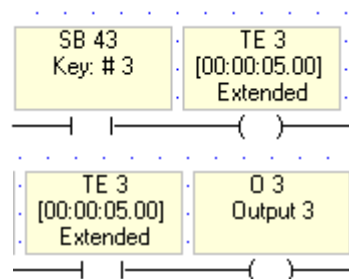 SB 43
Key: # 3
TE 3
[00:00:05.00]
Extended
TE 3
[00:00:05.00]
Extended
O 3
Output 3